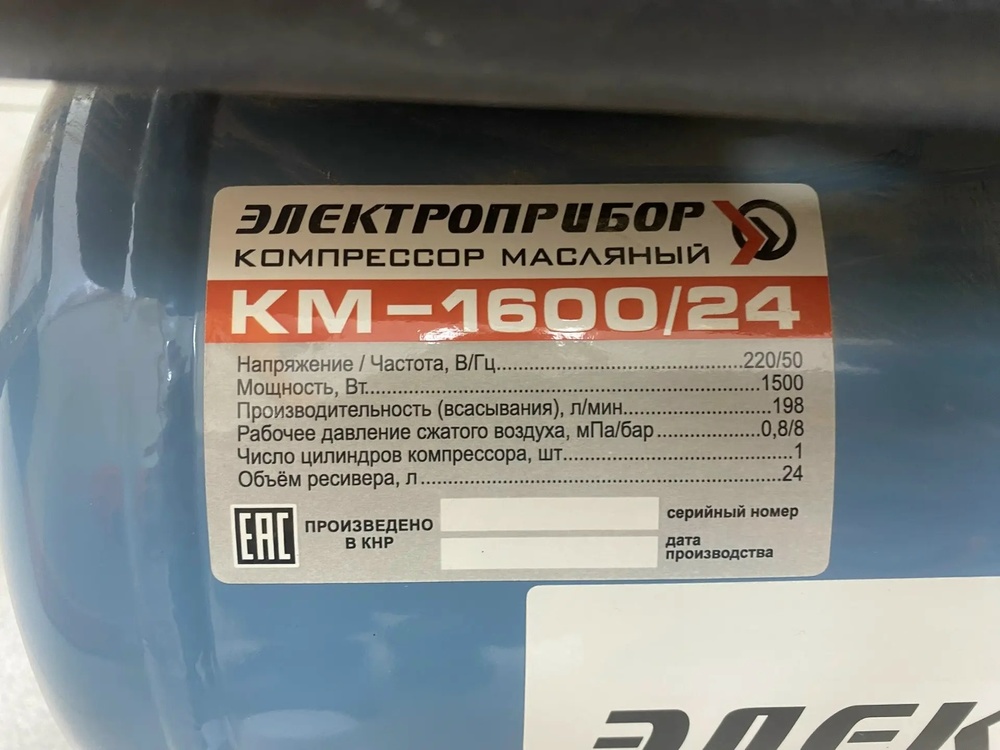 ЭЛЕКТРОПРИБОР
КОМПРЕССОР МАСЛЯНЫЙ
КМ-1600/24
Напряжение / Частота, В/Гц..........220/50
Мощность, Вт..........1500
Производительность (всасывания), л/мин..........198
Рабочее давление сжатого воздуха, мПа/бар..........0,8/8
Число цилиндров компрессора, шт..........1
Объём ресивера, л..........24
EAC
ПРОИЗВЕДЕНО
В КНР
серийный номер
дата
производства
ЭЛЕК